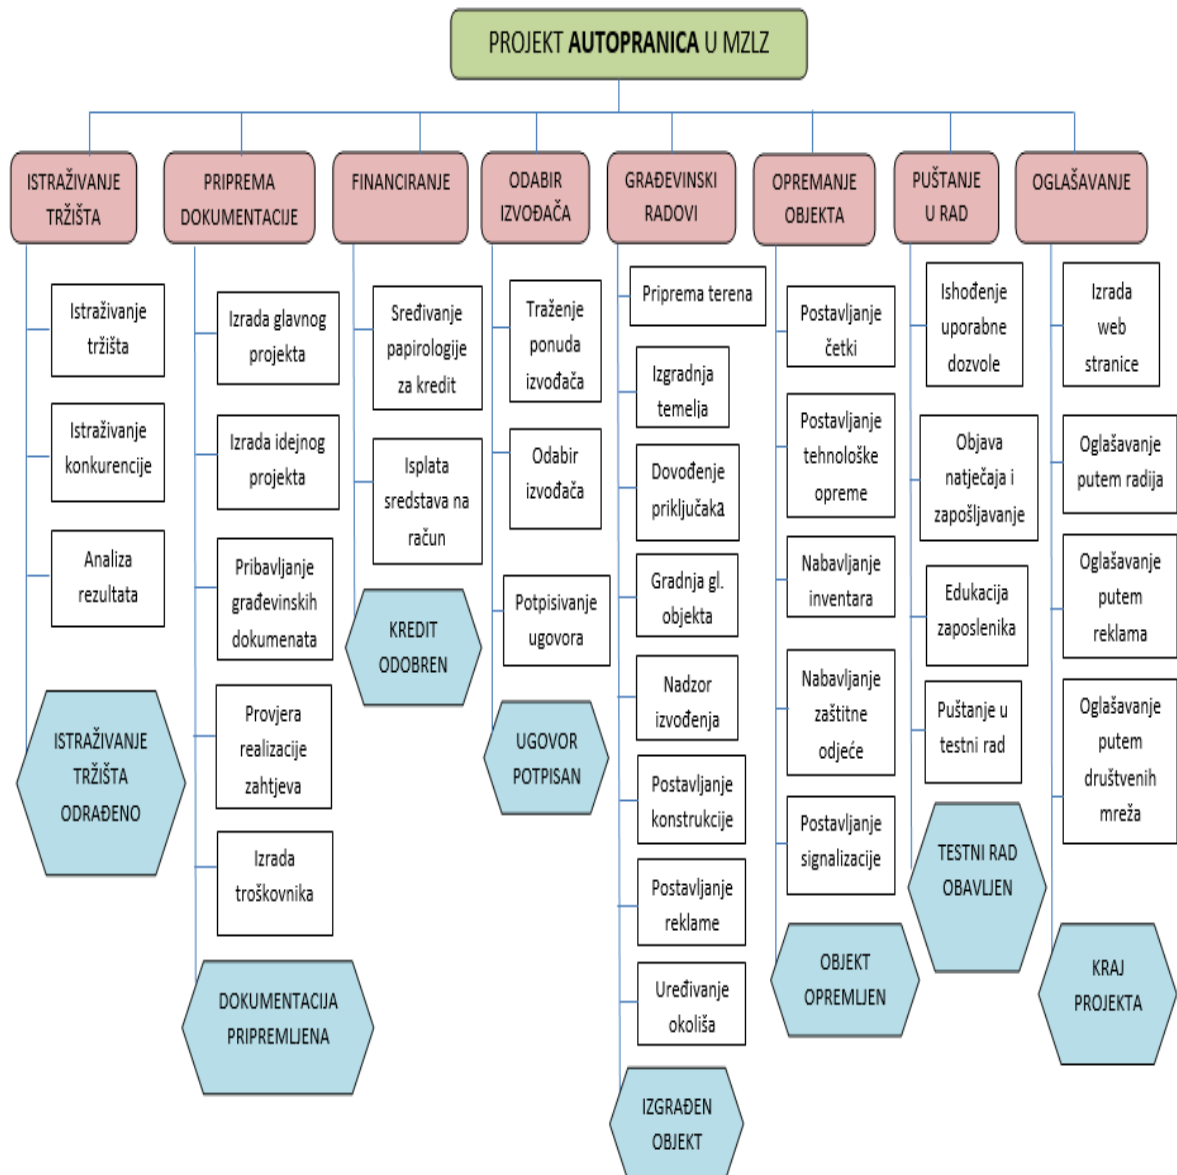 PROJEKT AUTOPRANICA U MZLZ
ISTRAŽIVANJE
TRŽIŠTA
Istraživanje
tržišta
Istraživanje
konkurencije
Analiza
rezultata
ISTRAŽIVANJE
TRŽIŠTA
ODRAĐENO
PRIPREMA
DOKUMENTACIJE
Izrada glavnog
projekta
Izrada idejnog
projekta
Pribavljanje
građevinskih
dokumenata
Provjera
realizacije
zahtjeva
Izrada
troškovnika
DOKUMENTACIJA
PRIPREMLJENA
FINANCIRANJE
Sređivanje
papirologije
za kredit
Isplata
sredstava na
račun
KREDIT
ODOBREN
ODABIR
IZVOĐAČA
Traženje
ponuda
izvođača
Odabir
izvođača
Potpisivanje
ugovora
UGOVOR
POTPISAN
GRAĐEVINSKI
RADOVI
Priprema terena
Izgradnja
temelja
Dovođenje
priključaka
Gradnja gl.
objekta
Nadzor
izvođenja
Postavljanje
konstrukcije
Postavljanje
reklame
Uređivanje
okoliša
IZGRAĐEN
OBJEKT
OPREMANJE
OBJEKTA
Postavljanje
četki
Postavljanje
tehnološke
opreme
Nabavljanje
inventara
Nabavljanje
zaštitne
odjeće
Postavljanje
signalizacije
OBJEKT
OPREMLJEN
PUŠTANJE
U RAD
Ishođenje
uporabne
dozvole
Objava
natječaja i
zapošljavanje
Edukacija
zaposlenika
Puštanje u
testni rad
TESTNI RAD
OBAVLJEN
OGLAŠAVANJE
Izrada
web
stranice
Oglašavanje
putem radija
Oglašavanje
putem
reklama
Oglašavanje
putem
društvenih
mreža
KRAJ
PROJEKTA